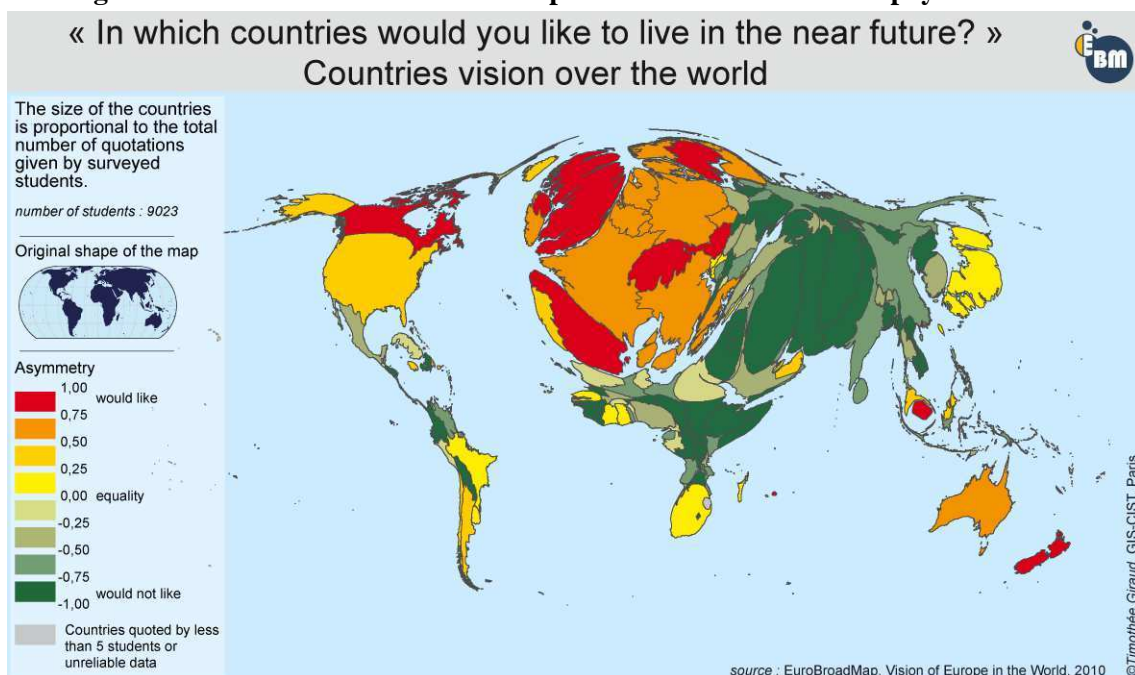 « In which countries would you like to live in the near future? »
Countries vision over the world
EBM
The size of the countries
is proportional to the total
number of quotations
given by surveyed
students.
number of students : 9023
Original shape of the map
Asymmetry
1,00 would like
0,75
0,50
0,25
0,00 equality
-0,25
-0,50
-0,75
-1,00 would not like
Countries quoted by less
than 5 students or
unreliable data
source : EuroBroadMap, Vision of Europe in the World, 2010
©Timothée Giraud, GIS-CIST, Paris